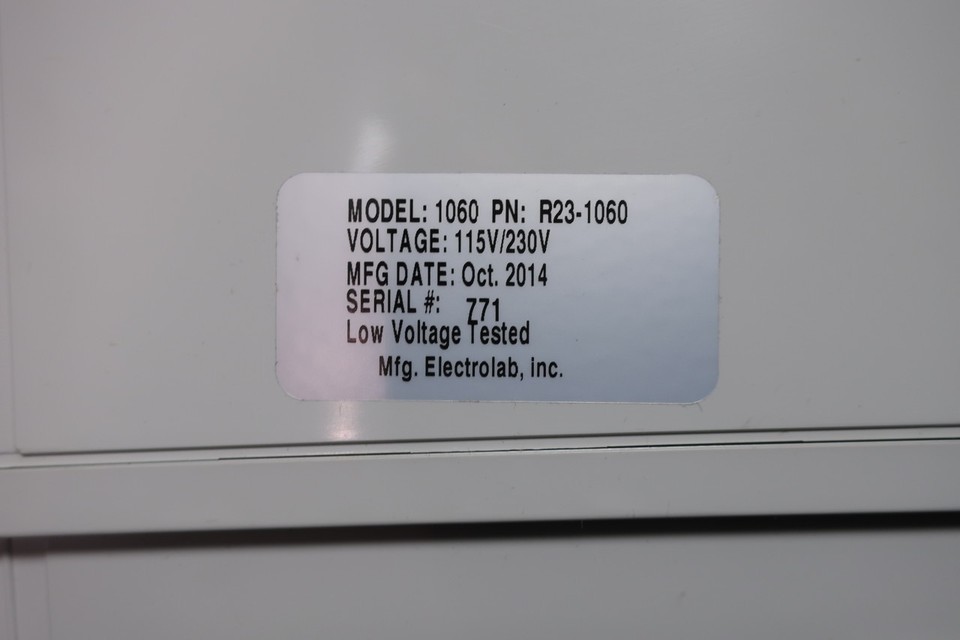 MODEL: 1060 PN: R23-1060
VOLTAGE: 115V/230V
MFG DATE: Oct. 2014
SERIAL #: 771
Low Voltage Tested
Mfg. Electrolab, inc.